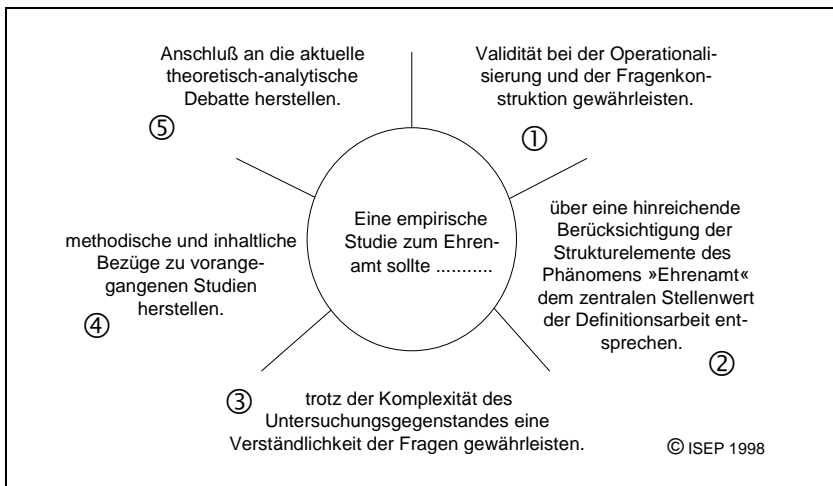 Eine empirische
Studie zum Ehren-
amt sollte ...........
Validität bei der Operationali-
sierung und der Fragenkon-
struktion gewährleisten.
①
über eine hinreichende
Berücksichtigung der
Strukturelemente des
Phänomens »Ehrenamt«
dem zentralen Stellenwert
der Definitionsarbeit ent-
sprechen.
②
③
trotz der Komplexität des
Untersuchungsgegenstandes eine
Verständlichkeit der Fragen gewährleisten.
methodische und inhaltliche
Bezüge zu vorange-
gangenen Studien
herstellen.
④
Anschluß an die aktuelle
theoretisch-analytische
Debatte herstellen.
⑤
© ISEP 1998